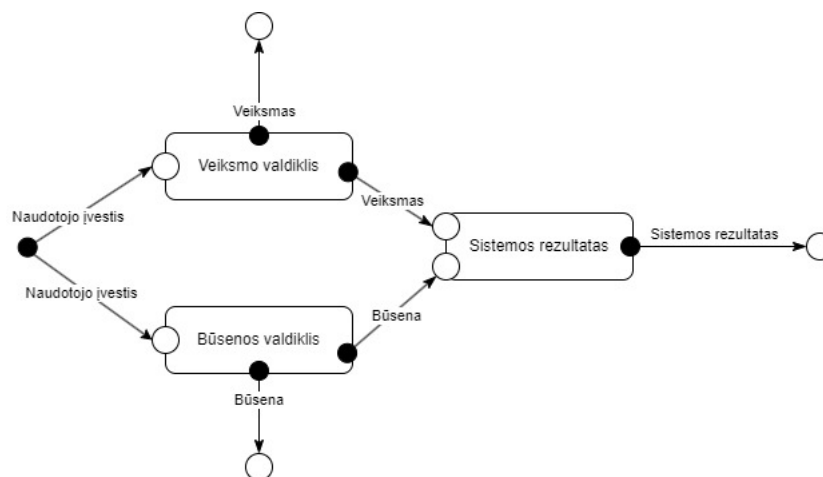 Veiksmas
Veiksmo valdiklis
Veiksmas
Naudotojo įvestis
Sistemos rezultatas
Sistemos rezultatas
Naudotojo įvestis
Būsena
Būsenos valdiklis
Būsena